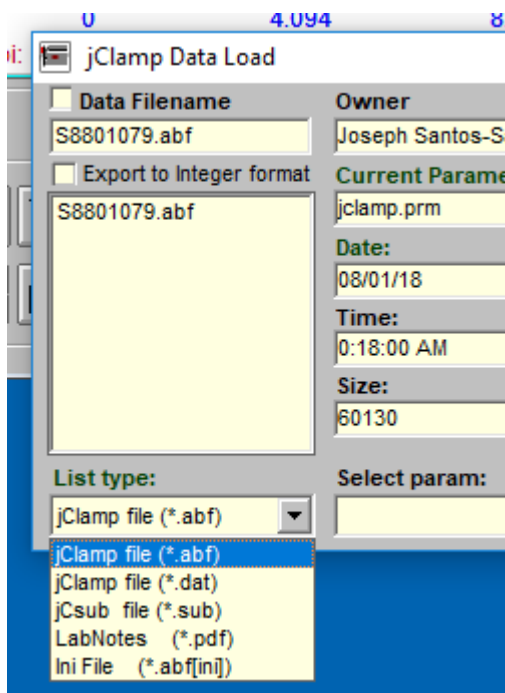 0 4.094 8
jClamp Data Load
Data Filename
S8801079.abf
Export to Integer format
S8801079.abf
List type:
jClamp file (*.abf)
jClamp file (*.abf)
jClamp file (*.dat)
jCsub file (*.sub)
LabNotes (*.pdf)
Ini File (*.abf[ini])
Owner
Joseph Santos-S
Current Parame
jclamp.prm
Date:
08/01/18
Time:
0:18:00 AM
Size:
60130
Select param: